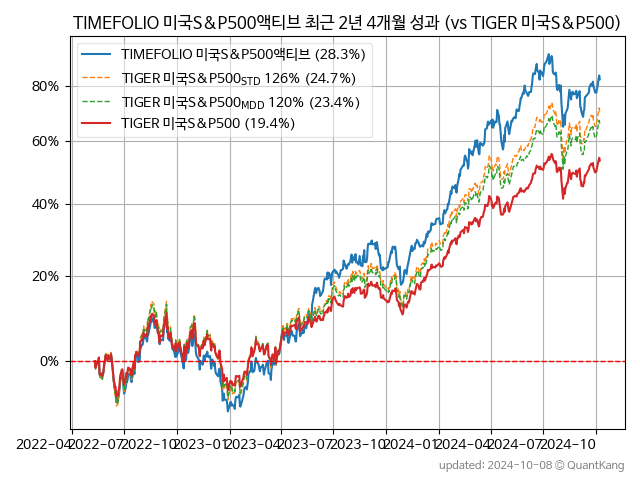 TIMEFOLIO 미국S&P500액티브 최근 2년 4개월 성과 (vs TIGER 미국S&P500)
TIMEFOLIO 미국S&P500액티브 (28.3%)
TIGER 미국S&P500STD 126% (24.7%)
TIGER 미국S&P500MDD 120% (23.4%)
TIGER 미국S&P500 (19.4%)
80%
60%
40%
20%
0%
2022-04 2022-07 2022-10 2023-01 2023-04 2023-07 2023-10 2024-01 2024-04 2024-07 2024-10
updated: 2024-10-08 © QuantKang